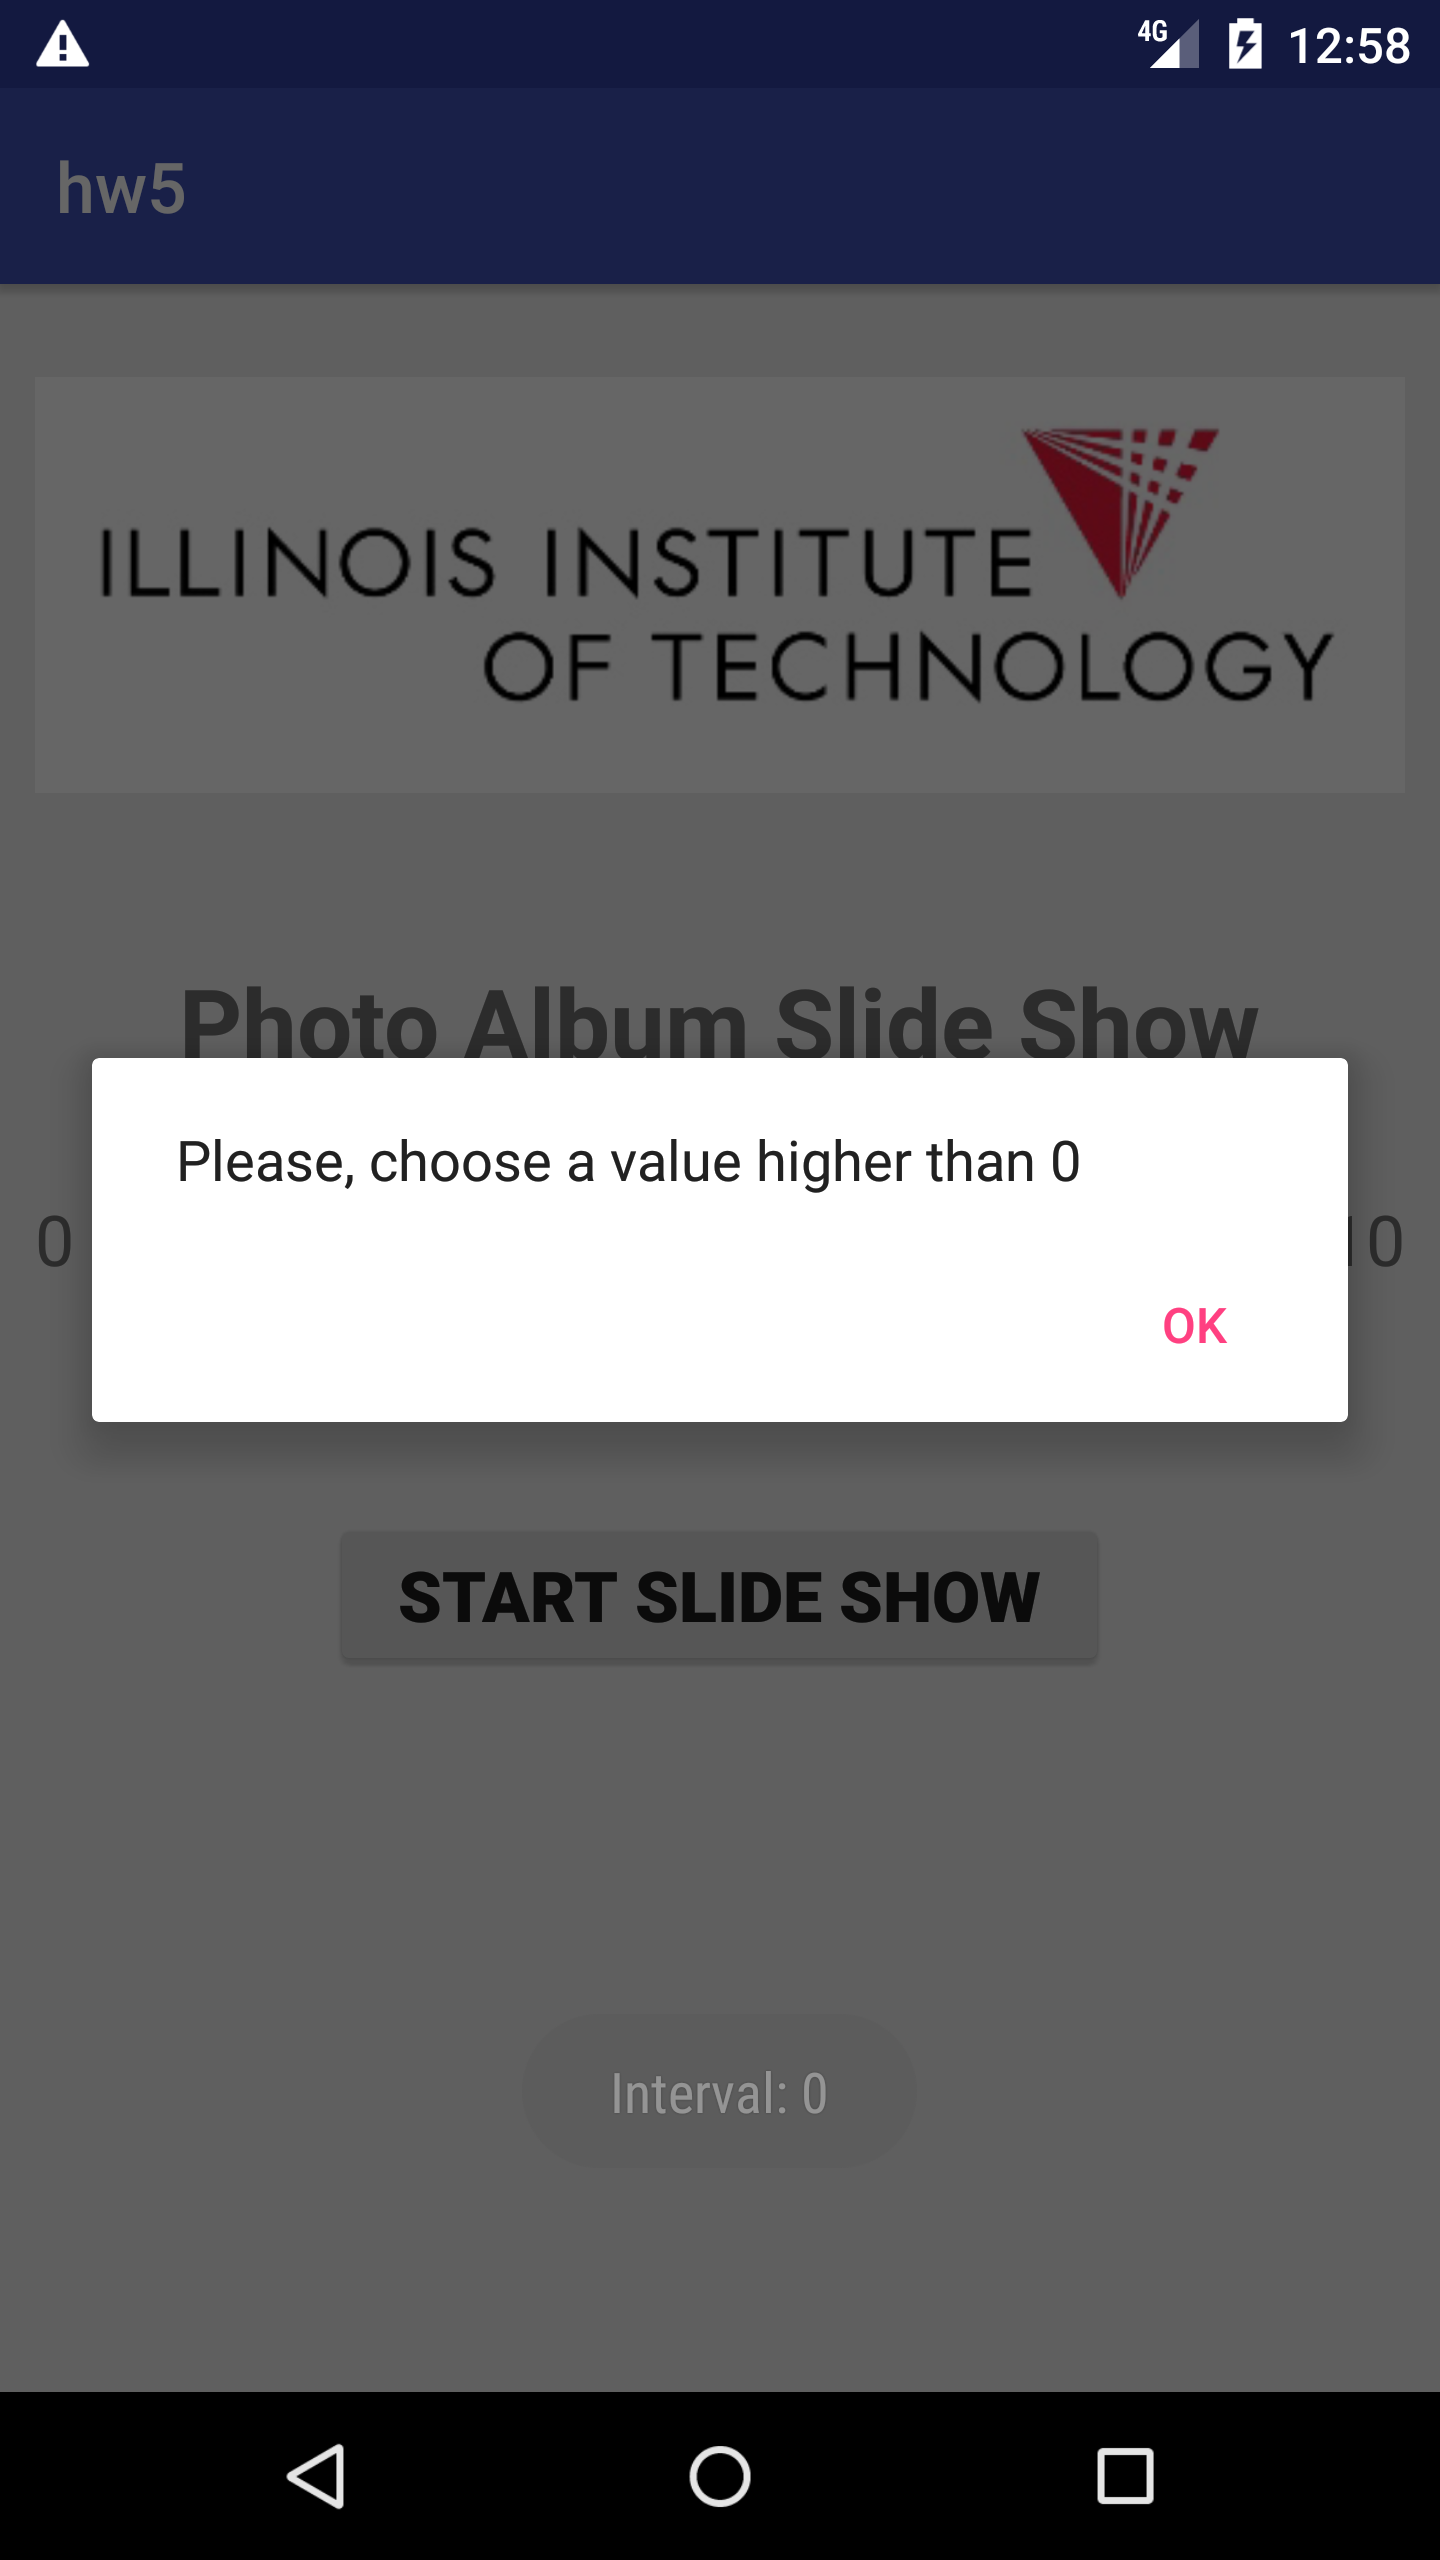 4G 12:58
hw5
ILLINOIS INSTITUTE
OF TECHNOLOGY
Photo Album Slide Show
Please, choose a value higher than 0
0 10
OK
START SLIDE SHOW
Interval: 0